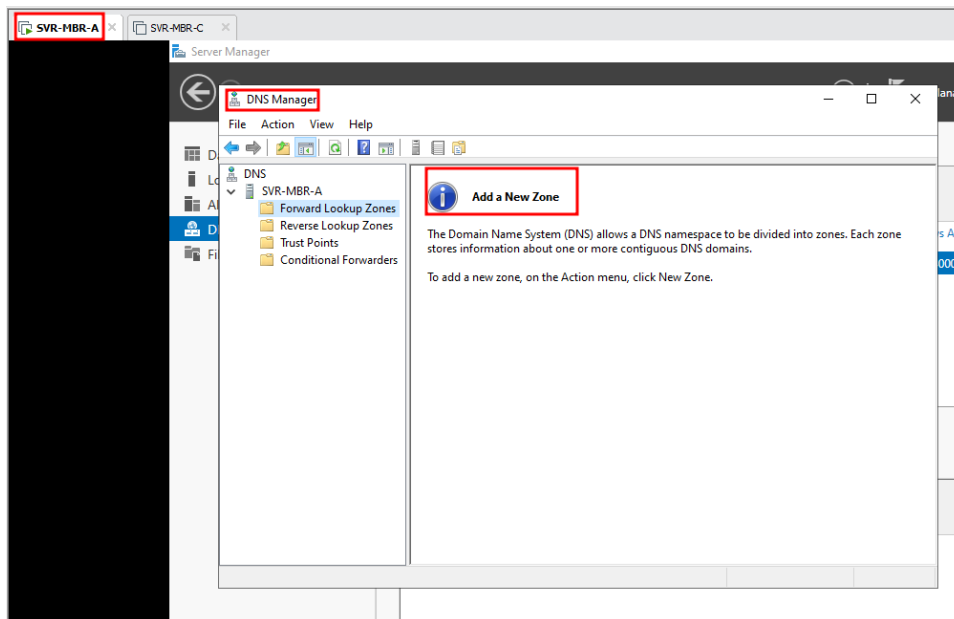 SVR-MBR-A
SVR-MBR-C
Server Manager
DNS Manager
File Action View Help
DNS
SVR-MBR-A
Forward Lookup Zones
Reverse Lookup Zones
Trust Points
Conditional Forwarders
Add a New Zone
The Domain Name System (DNS) allows a DNS namespace to be divided into zones. Each zone
stores information about one or more contiguous DNS domains.
To add a new zone, on the Action menu, click New Zone.